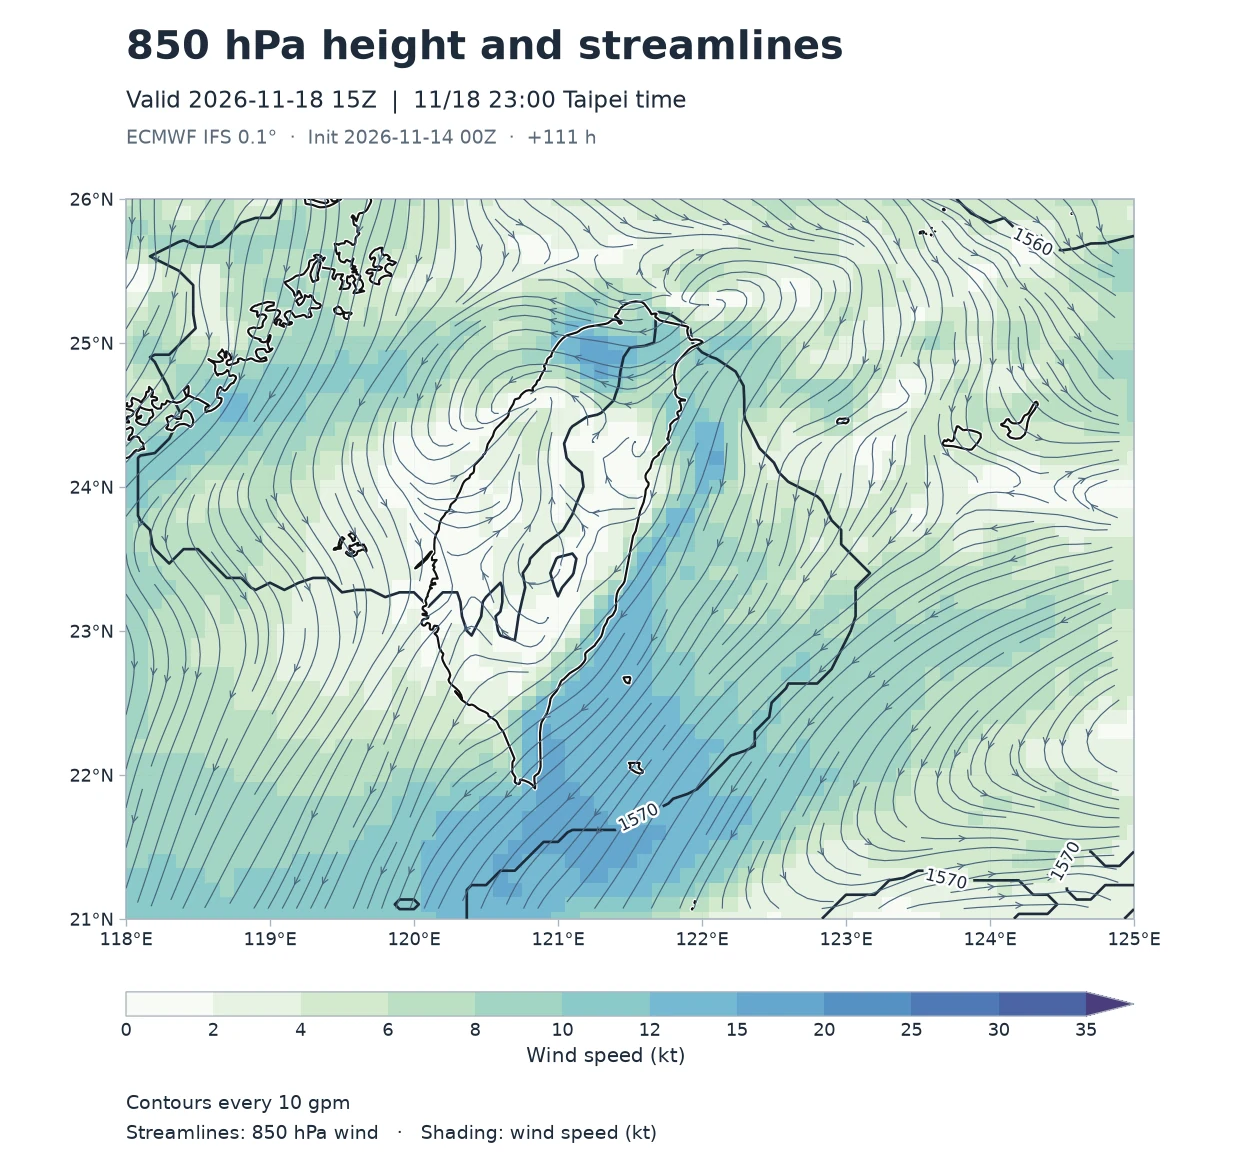 850 hPa height and streamlines
Valid 2026-11-18 15Z | 11/18 23:00 Taipei time
ECMWF IFS 0.1° · Init 2026-11-14 00Z · +111 h
26°N
25°N
24°N
23°N
22°N
21°N
1560
1570
1570
1570
118°E 119°E 120°E 121°E 122°E 123°E 124°E 125°E
0 2 4 6 8 10 12 15 20 25 30 35
Wind speed (kt)
Contours every 10 gpm
Streamlines: 850 hPa wind · Shading: wind speed (kt)